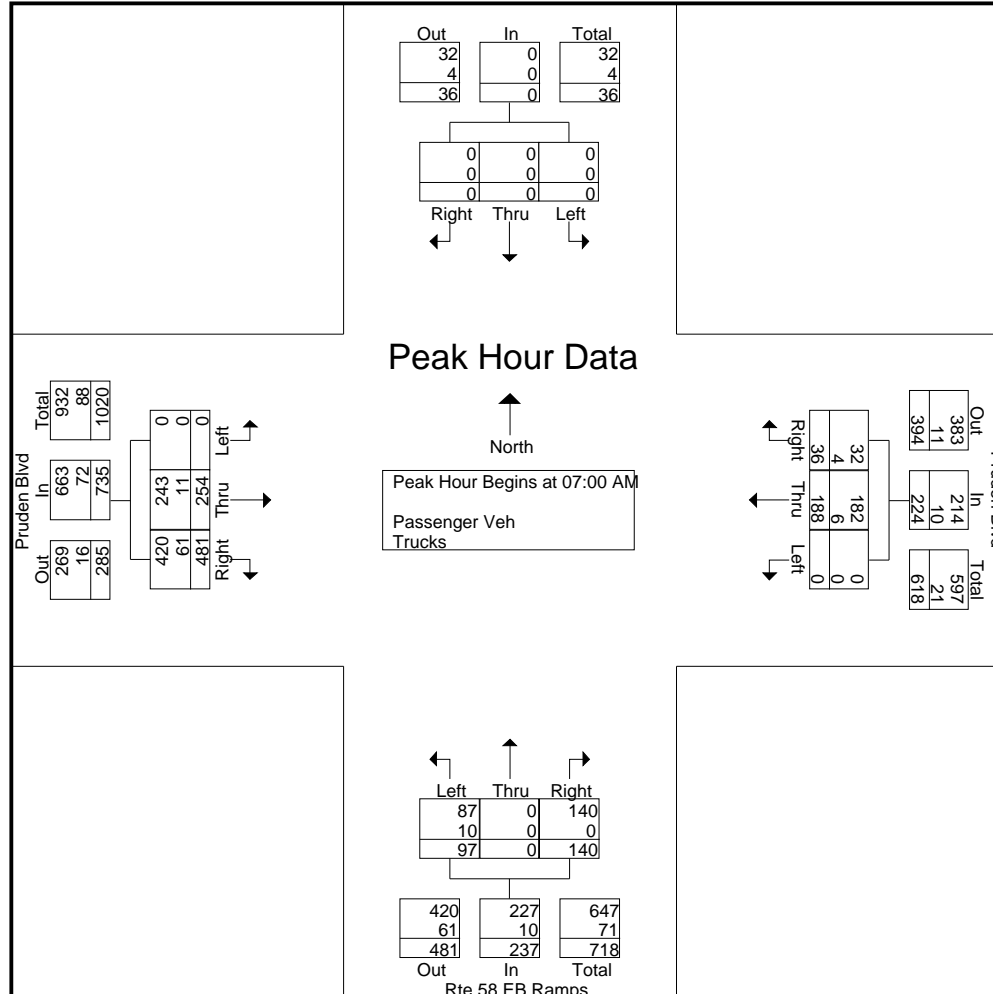 Out In Total
32 0 32
4 0 4
36 0 36
0 0 0
0 0 0
0 0 0
Right Thru Left
Peak Hour Data
North
Peak Hour Begins at 07:00 AM
Passenger Veh
Trucks
Pruden Blvd
Out In Total
269 663 932
16 72 88
285 735 1020
Left Thru Right
0 243 420
0 11 61
0 254 481
Out In Total
383 214 597
11 10 21
394 224 618
Right Thru Left
32 182 0
4 6 0
36 188 0
Left Thru Right
87 0 140
10 0 0
97 0 140
420 227 647
61 10 71
481 237 718
Out In Total
Rte 58 EB Ramps